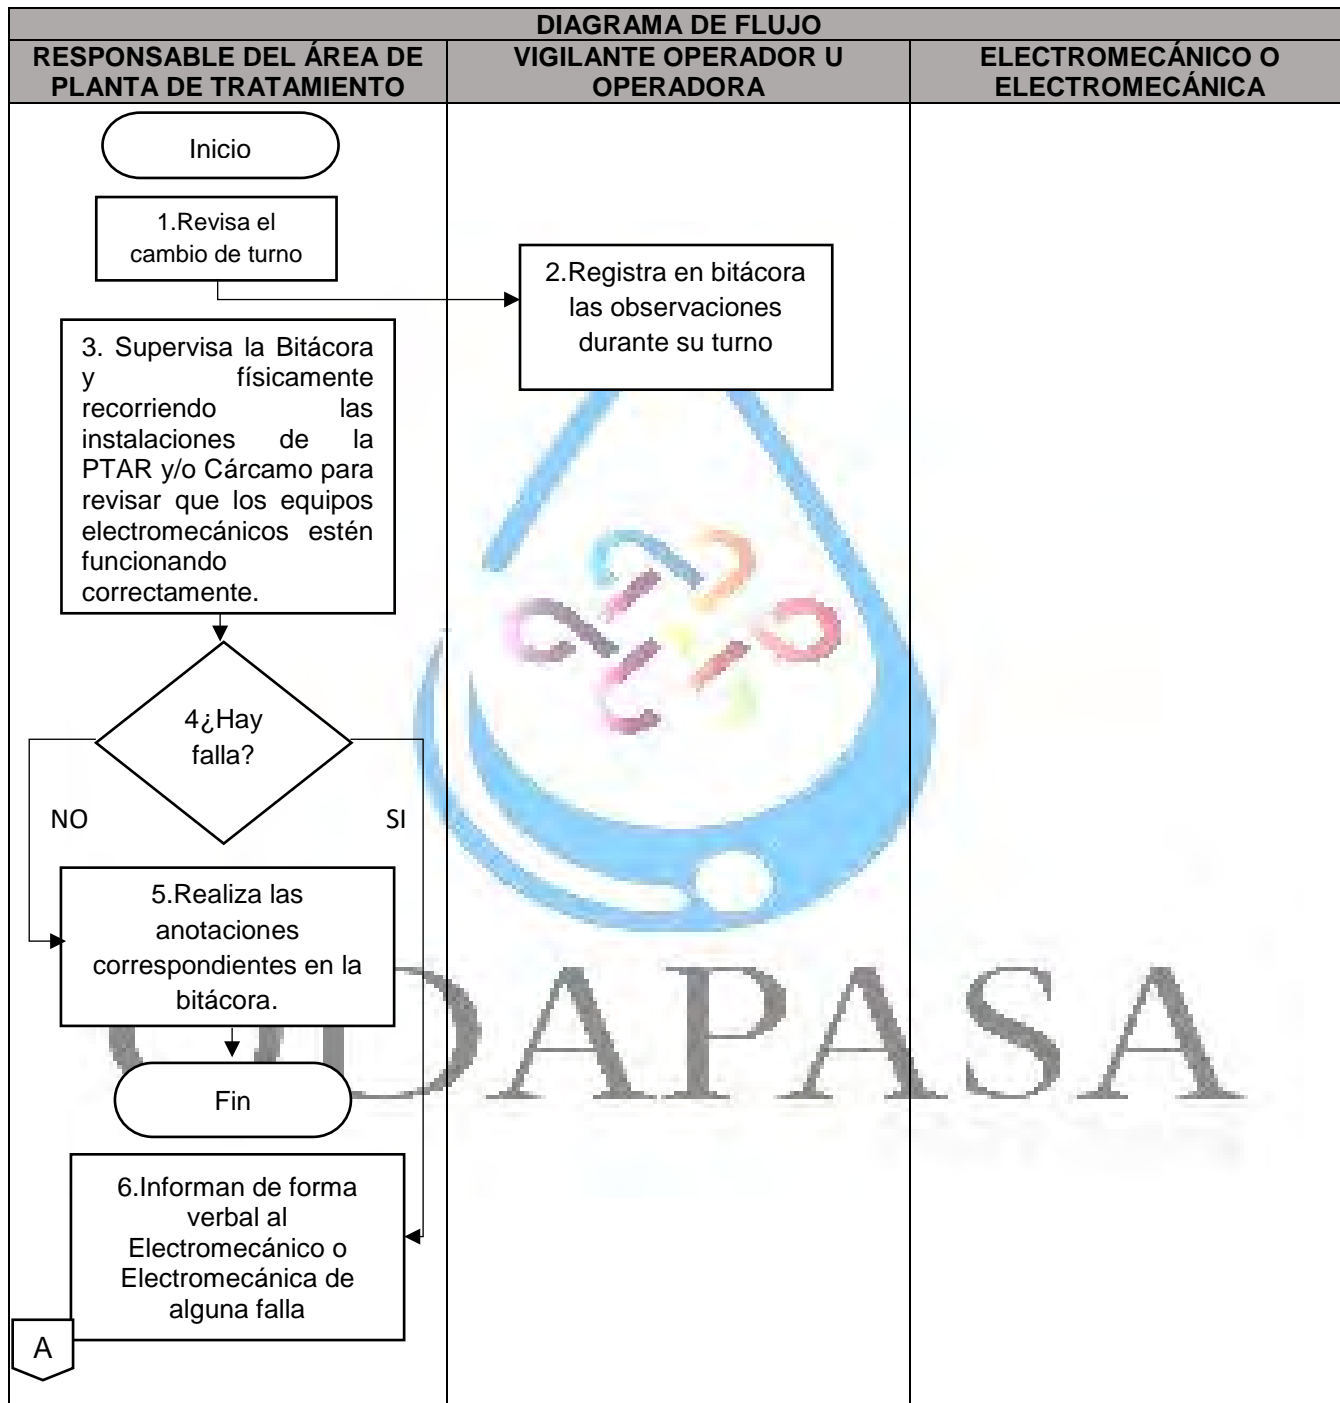 DIAGRAMA DE FLUJO
RESPONSABLE DEL ÁREA DE
PLANTA DE TRATAMIENTO
VIGILANTE OPERADOR U
OPERADORA
ELECTROMECÁNICO O
ELECTROMECÁNICA
Inicio
1.Revisa el
cambio de turno
2.Registra en bitácora
las observaciones
durante su turno
3. Supervisa la Bitácora
y físicamente
recorriendo las
instalaciones de la
PTAR y/o Cárcamo para
revisar que los equipos
electromecánicos estén
funcionando
correctamente.
4¿Hay
falla?
NO
SI
5.Realiza las
anotaciones
correspondientes en la
bitácora.
Fin
6.Informan de forma
verbal al
Electromecánico o
Electromecánica de
alguna falla
A